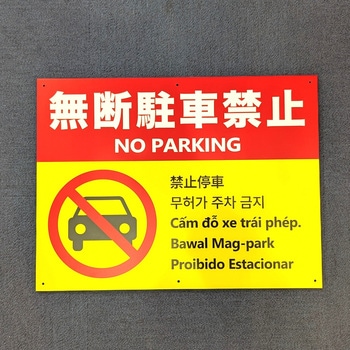 無断駐車禁止
NO PARKING
禁止停車
무허가 주차 금지
Cấm đỗ xe trái phép.
Bawal Mag-park
Proibido Estacionar